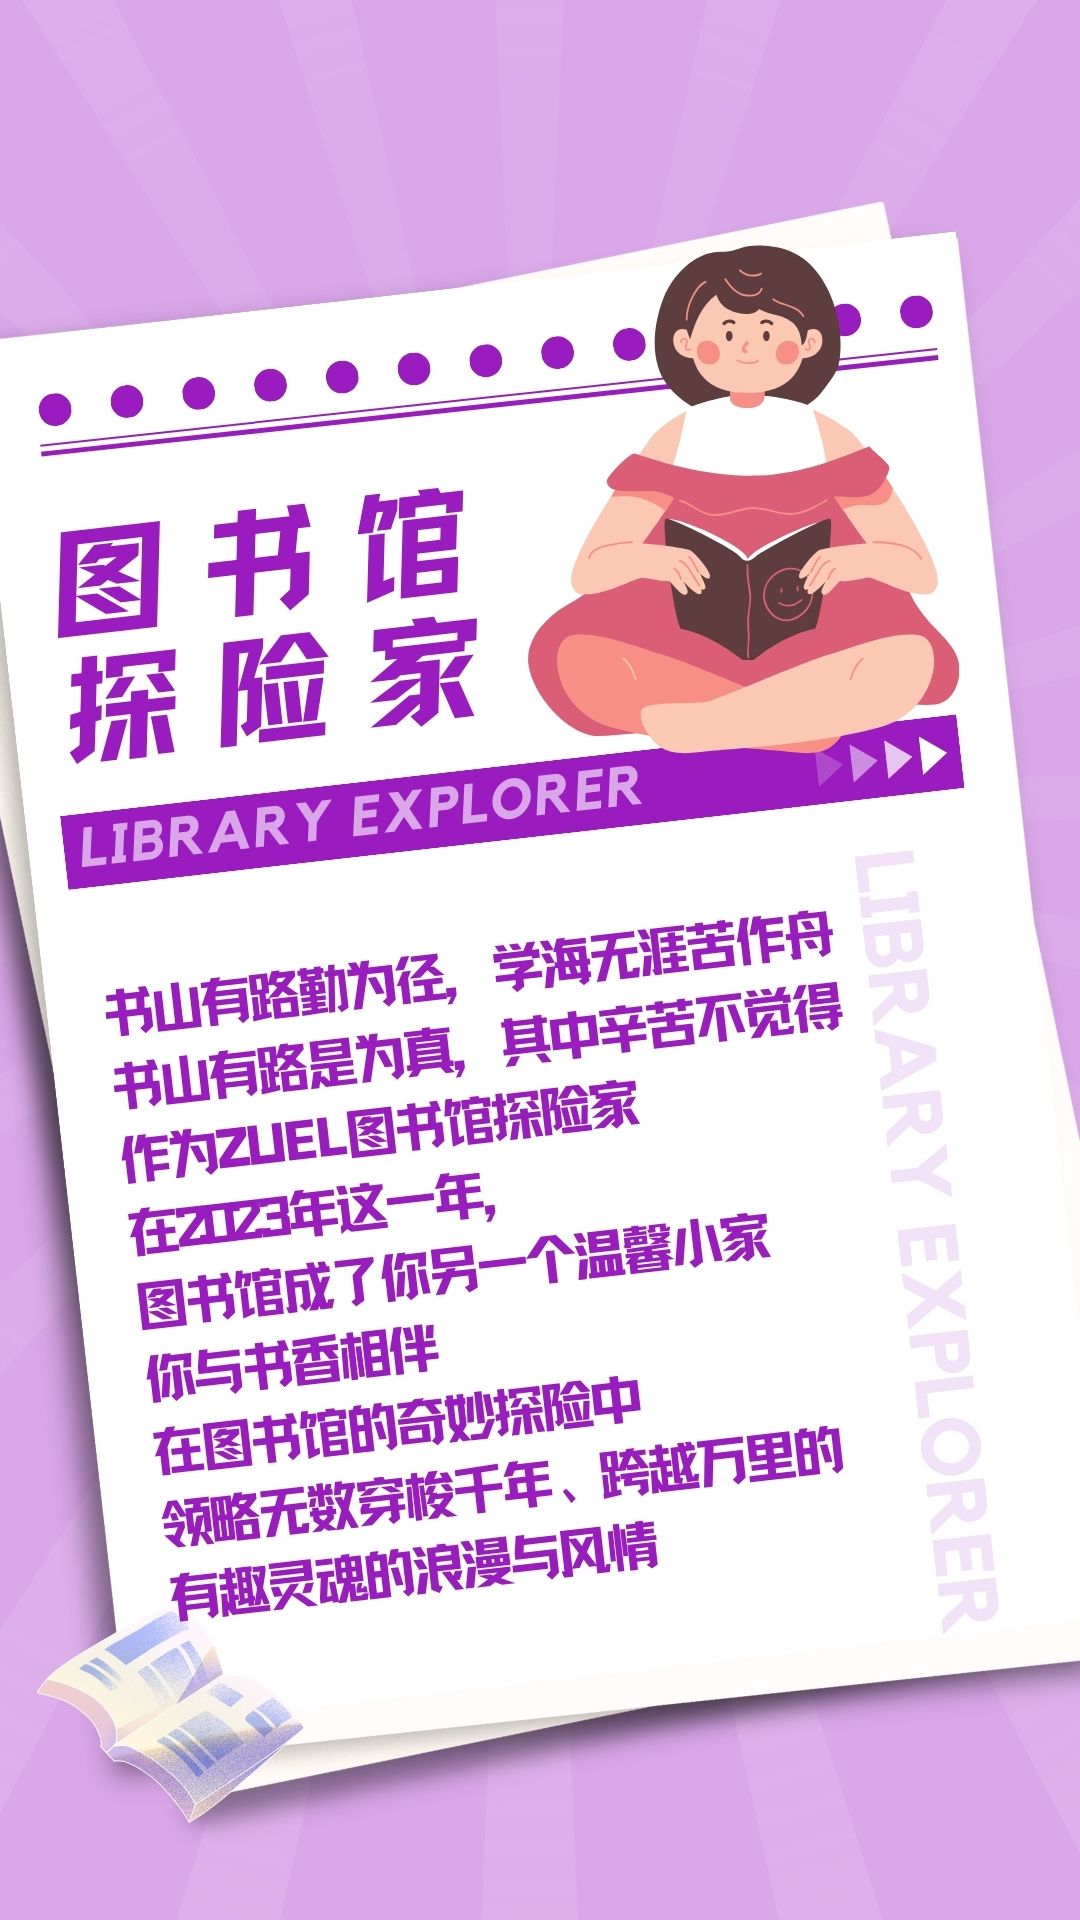 图书馆
探险家
LIBRARY EXPLORER
书山有路勤为径，学海无涯苦作舟
书山有路是为真，其中辛苦不觉得
作为ZUEL图书馆探险家
在2023年这一年，
图书馆成了你另一个温馨小家
你与书香相伴
在图书馆的奇妙探险中
领略无数穿梭千年、跨越万里的
有趣灵魂的浪漫与风情
LIBRARY EXPLORER